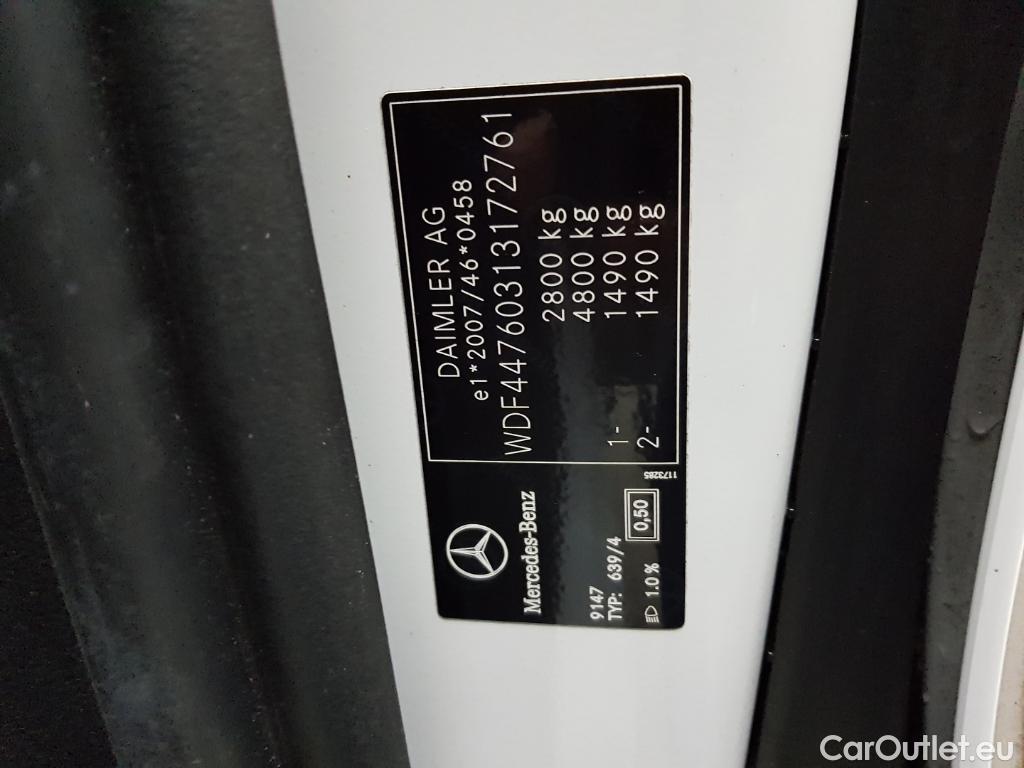 Mercedes-Benz
9147
TYP: 639/4
1.0%
0,50
1173285
DAIMLER AG
e1*2007/46*0458
WDF44760313172761
2800 kg
4800 kg
1- 1490 kg
2- 1490 kg
CarOutlet.eu